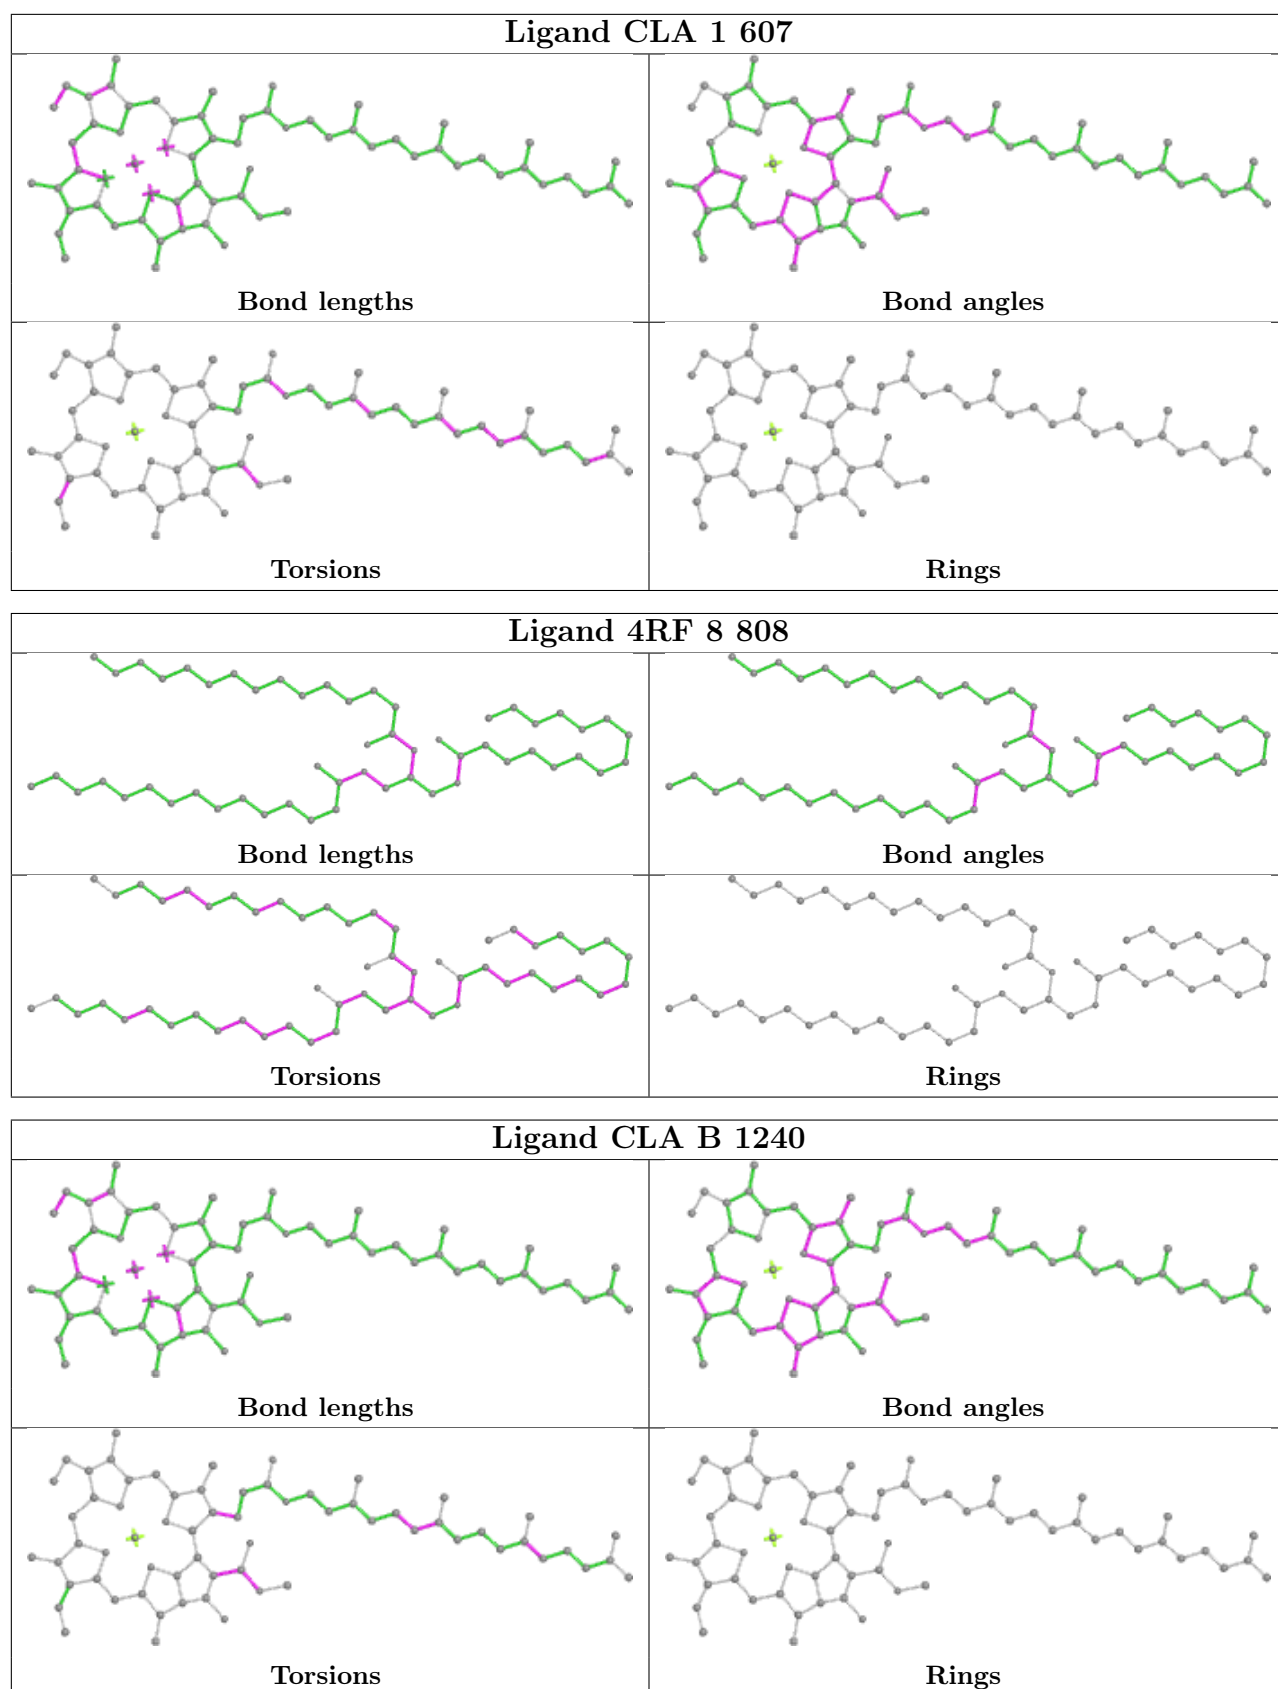 Ligand CLA 1 607
Bond lengths
Bond angles
Torsions
Rings
Ligand 4RF 8 808
Bond lengths
Bond angles
Torsions
Rings
Ligand CLA B 1240
Bond lengths
Bond angles
Torsions
Rings